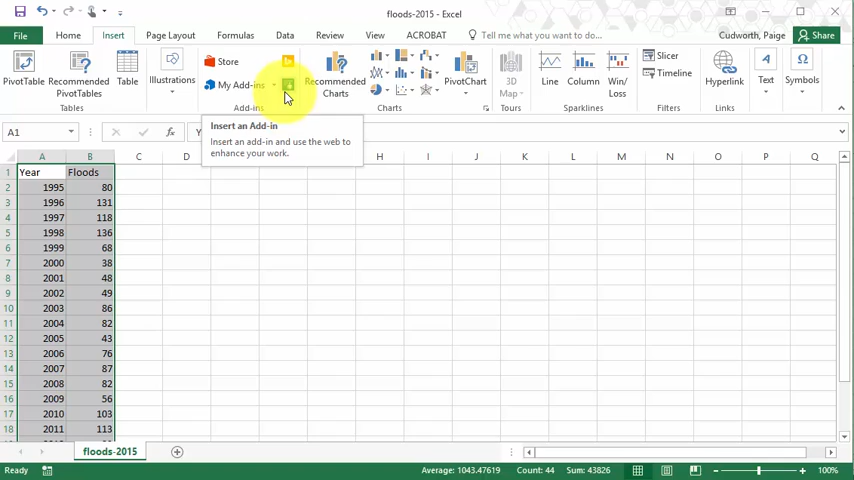 floods-2015 - Excel
File Home Insert Page Layout Formulas Data Review View ACROBAT Tell me what you want to do... Cudworth, Paige Share
PivotTable Recommended PivotTables Table
Tables
Illustrations
Store
My Add-ins
Add-ins
Recommended Charts
PivotChart
Charts
3D Map
Tours
Line Column Win/Loss
Sparklines
Slicer
Timeline
Filters
Hyperlink
Links
Text
Symbols
A1
Y
Insert an Add-in
Insert an add-in and use the web to
enhance your work.
A B C D H I J K L M N O P Q
1 Year Floods
2 1995 80
3 1996 131
4 1997 118
5 1998 136
6 1999 68
7 2000 38
8 2001 48
9 2002 49
10 2003 86
11 2004 82
12 2005 43
13 2006 76
14 2007 87
15 2008 82
16 2009 56
17 2010 103
18 2011 113
floods-2015
Ready Average: 1043.47619 Count: 44 Sum: 43826 100%